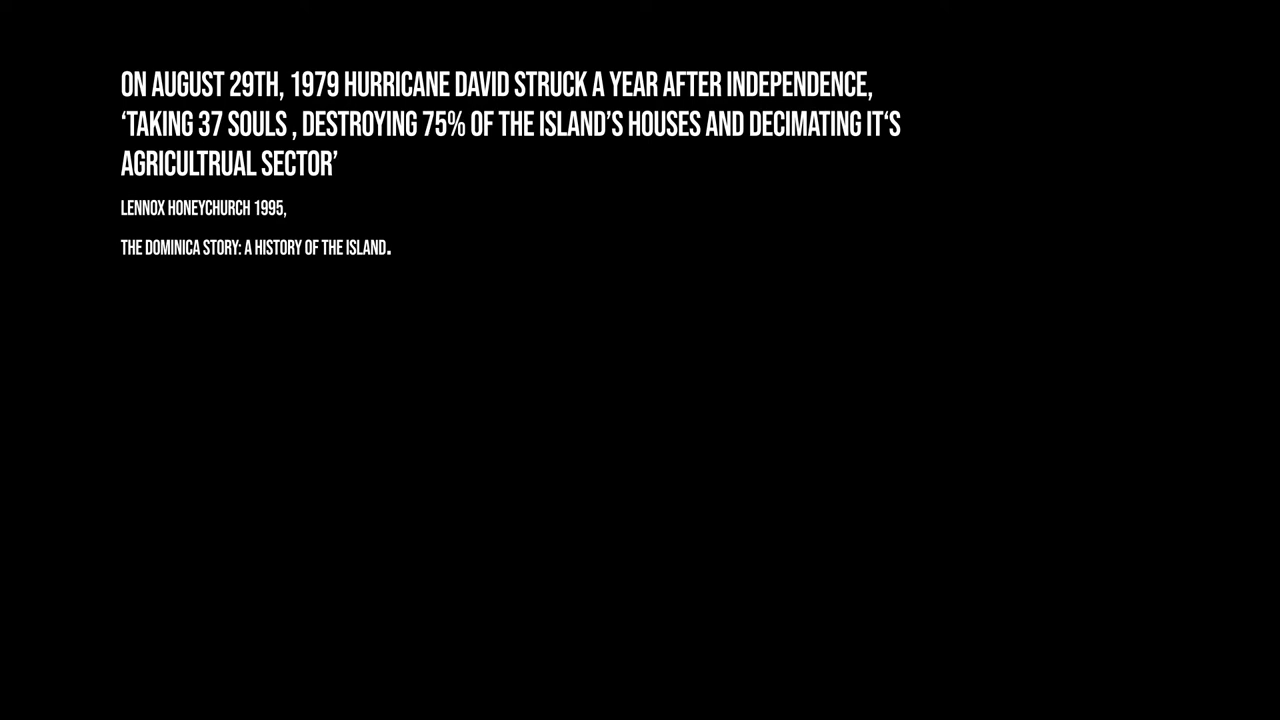 ON AUGUST 29TH, 1979 HURRICANE DAVID STRUCK A YEAR AFTER INDEPENDENCE,
‘TAKING 37 SOULS , DESTROYING 75% OF THE ISLAND’S HOUSES AND DECIMATING IT‘S
AGRICULTRUAL SECTOR’
LENNOX HONEYCHURCH 1995,
THE DOMINICA STORY: A HISTORY OF THE ISLAND.